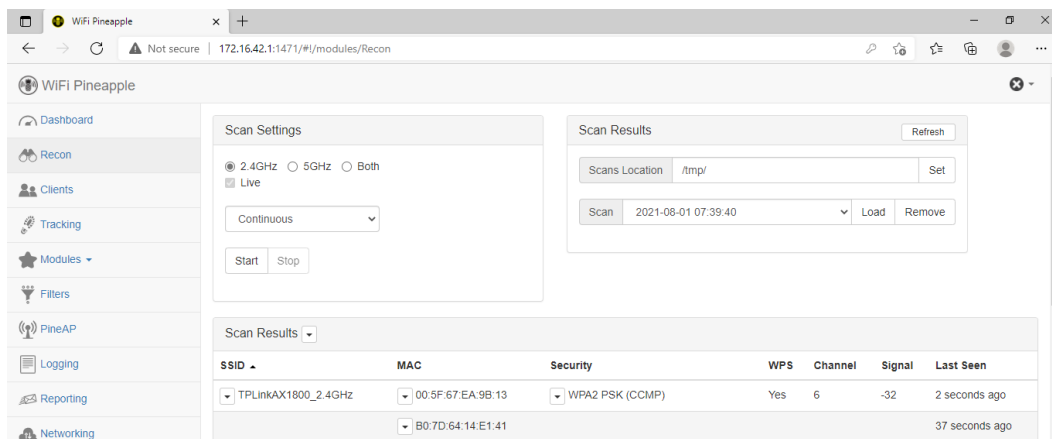 WiFi Pineapple
Not secure | 172.16.42.1:1471/#!/modules/Recon
WiFi Pineapple
Dashboard
Recon
Clients
Tracking
Modules
Filters
PineAP
Logging
Reporting
Networking
Scan Settings
2.4GHz 5GHz Both
Live
Continuous
Start Stop
Scan Results Refresh
Scans Location /tmp/ Set
Scan 2021-08-01 07:39:40 Load Remove
Scan Results
SSID MAC Security WPS Channel Signal Last Seen
TPLinkAX1800_2.4GHz 00:5F:67:EA:9B:13 WPA2 PSK (CCMP) Yes 6 -32 2 seconds ago
B0:7D:64:14:E1:41 37 seconds ago